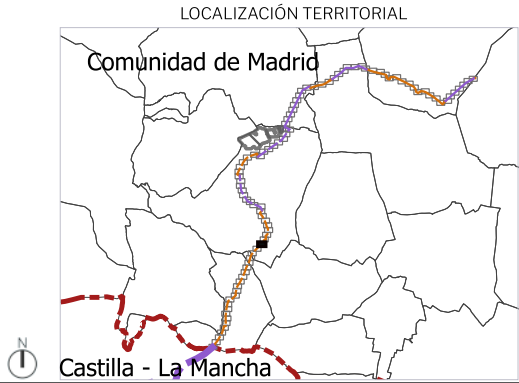 LOCALIZACIÓN TERRITORIAL
Comunidad de Madrid
N
Castilla - La Mancha